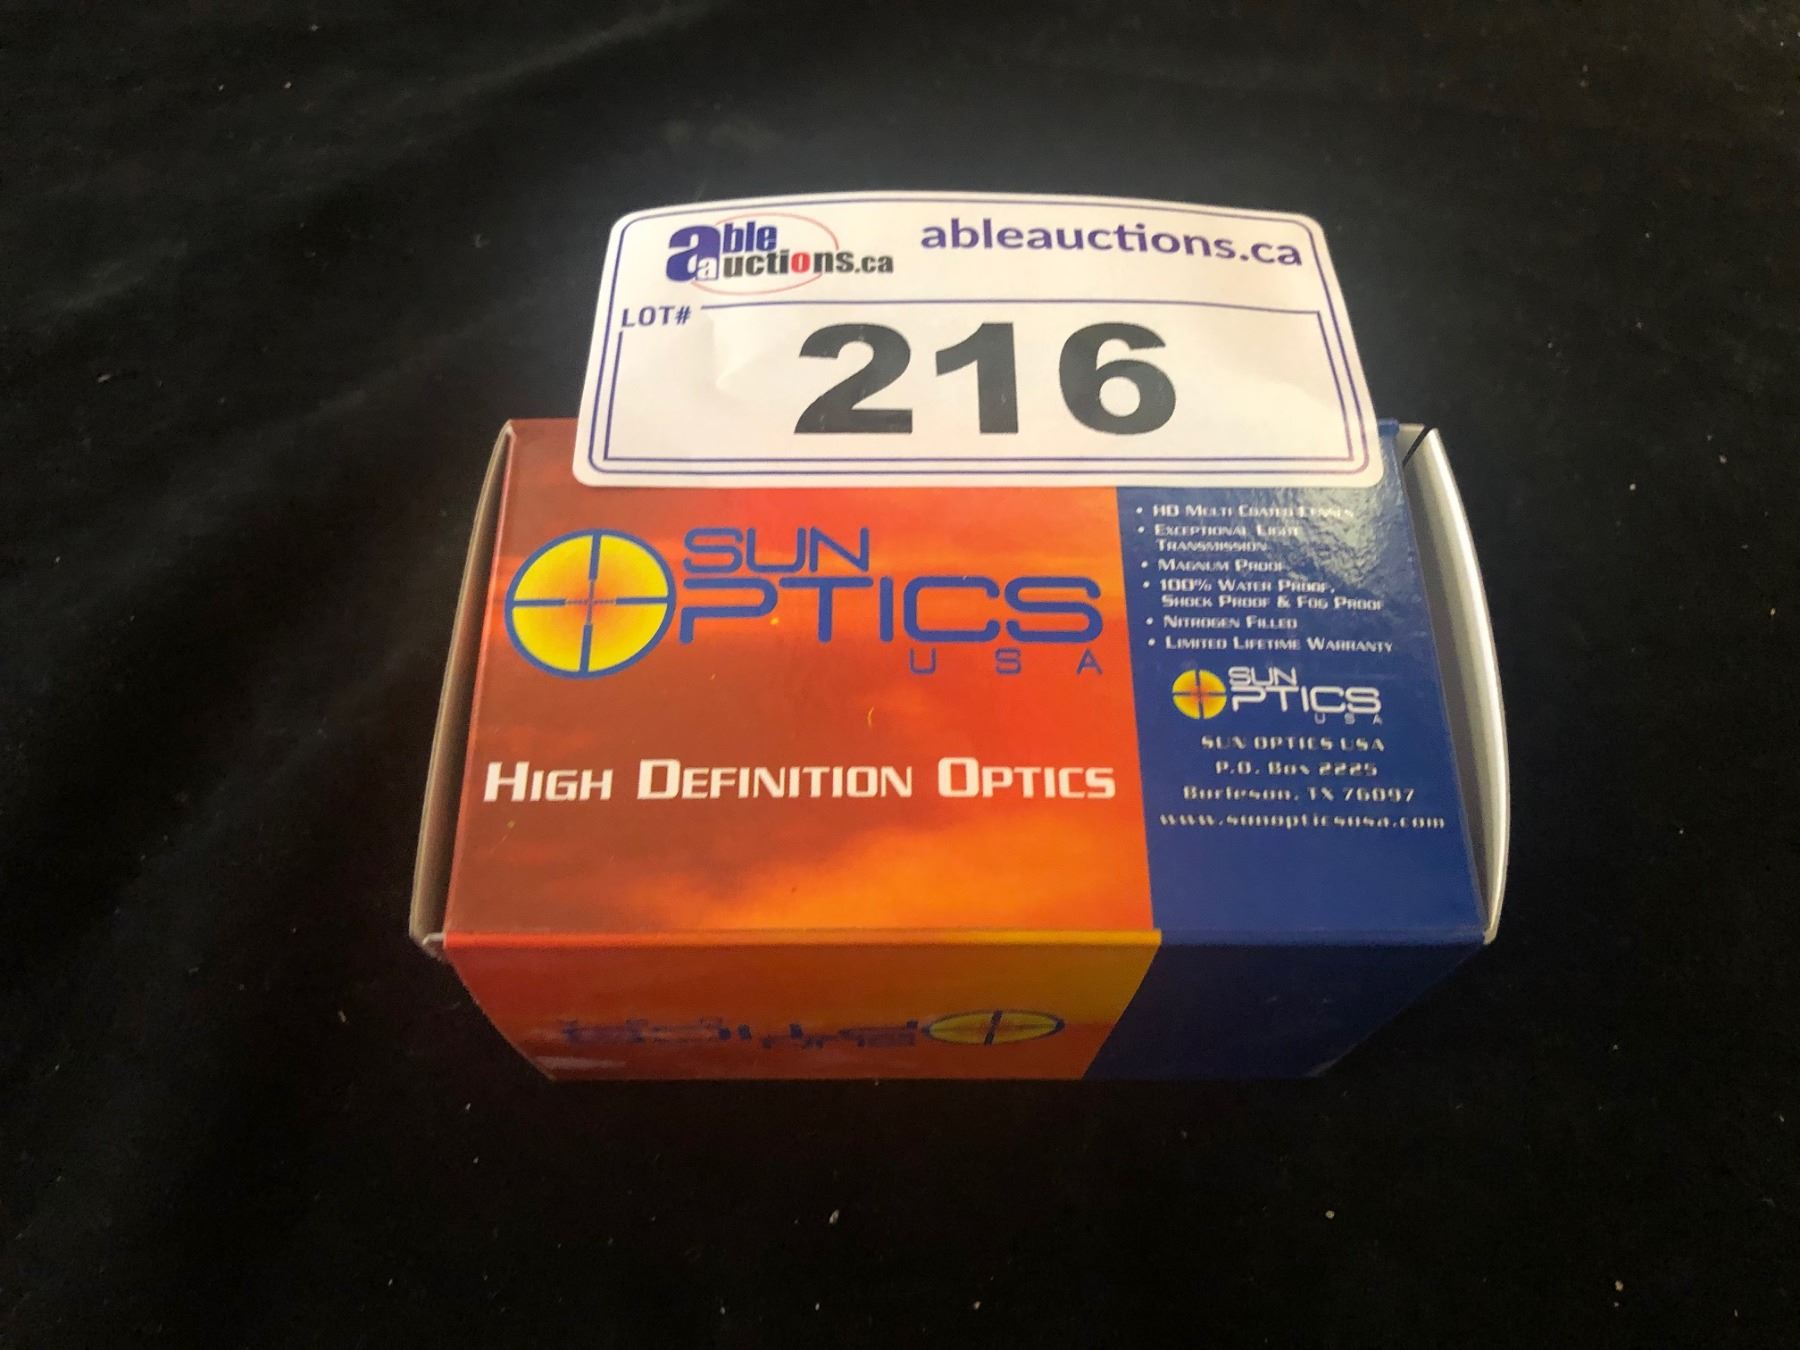 able
auctions.ca
ableauctions.ca
LOT#
216
SUN
OPTICS
USA
HIGH DEFINITION OPTICS
• HD MULTI COATED LENSES
• EXCEPTIONAL LIGHT
TRANSMISSION
• MAGNUM PROOF
• 100% WATER PROOF,
SHOCK PROOF & FOG PROOF
• NITROGEN FILLED
• LIMITED LIFETIME WARRANTY
SUN
OPTICS
USA
SUN OPTICS USA
P.O. Box 2225
Burleson, TX 76097
www.sunopticsusa.com